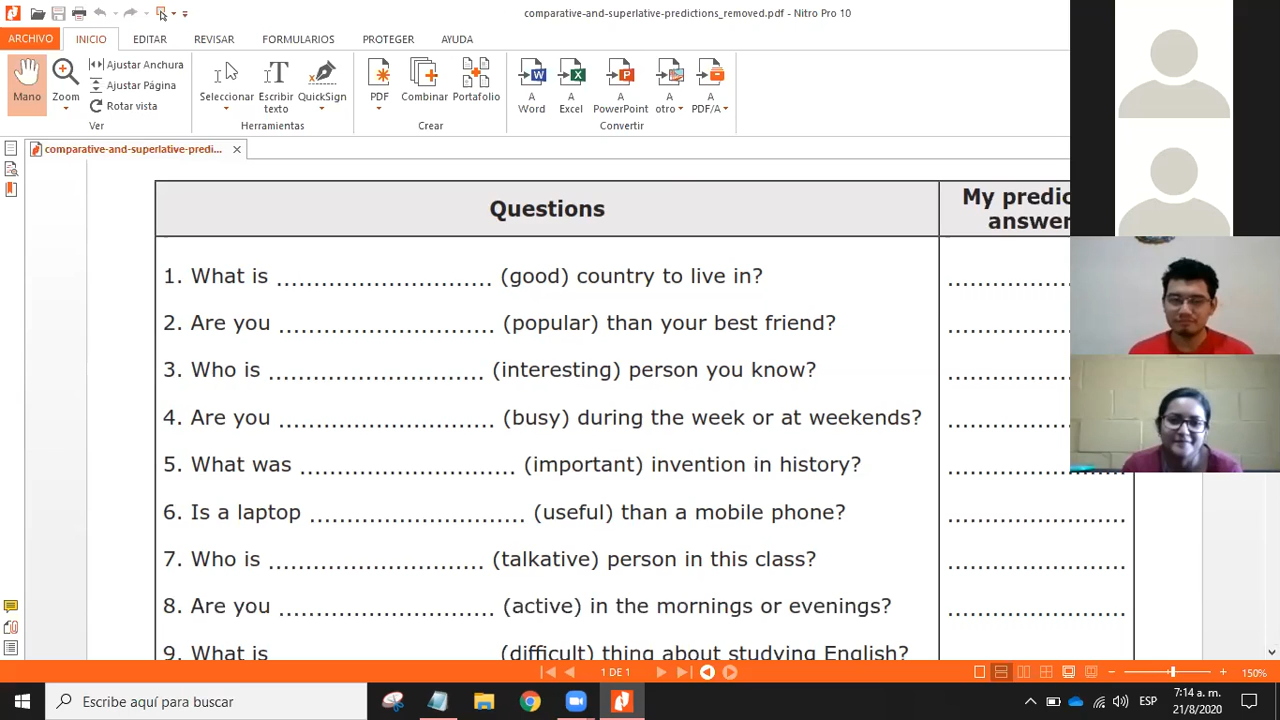 comparative-and-superlative-predictions_removed.pdf - Nitro Pro 10
ARCHIVO INICIO EDITAR REVISAR FORMULARIOS PROTEGER AYUDA
Mano
Zoom
Ajustar Anchura
Ajustar Página
Rotar vista
Ver
Seleccionar
Escribir texto
QuickSign
Herramientas
PDF
Combinar
Portafolio
Crear
A Word
A Excel
A PowerPoint
A otro
A PDF/A
Convertir
comparative-and-superlative-predi...
Questions
My predic
answer
1. What is ............................. (good) country to live in?
2. Are you ............................. (popular) than your best friend?
3. Who is ............................. (interesting) person you know?
4. Are you ............................. (busy) during the week or at weekends?
5. What was ............................. (important) invention in history?
6. Is a laptop ............................. (useful) than a mobile phone?
7. Who is ............................. (talkative) person in this class?
8. Are you ............................. (active) in the mornings or evenings?
9. What is (difficult) thing about studying English?
1 DE 1
150%
Escribe aquí para buscar
ESP
7:14 a. m.
21/8/2020